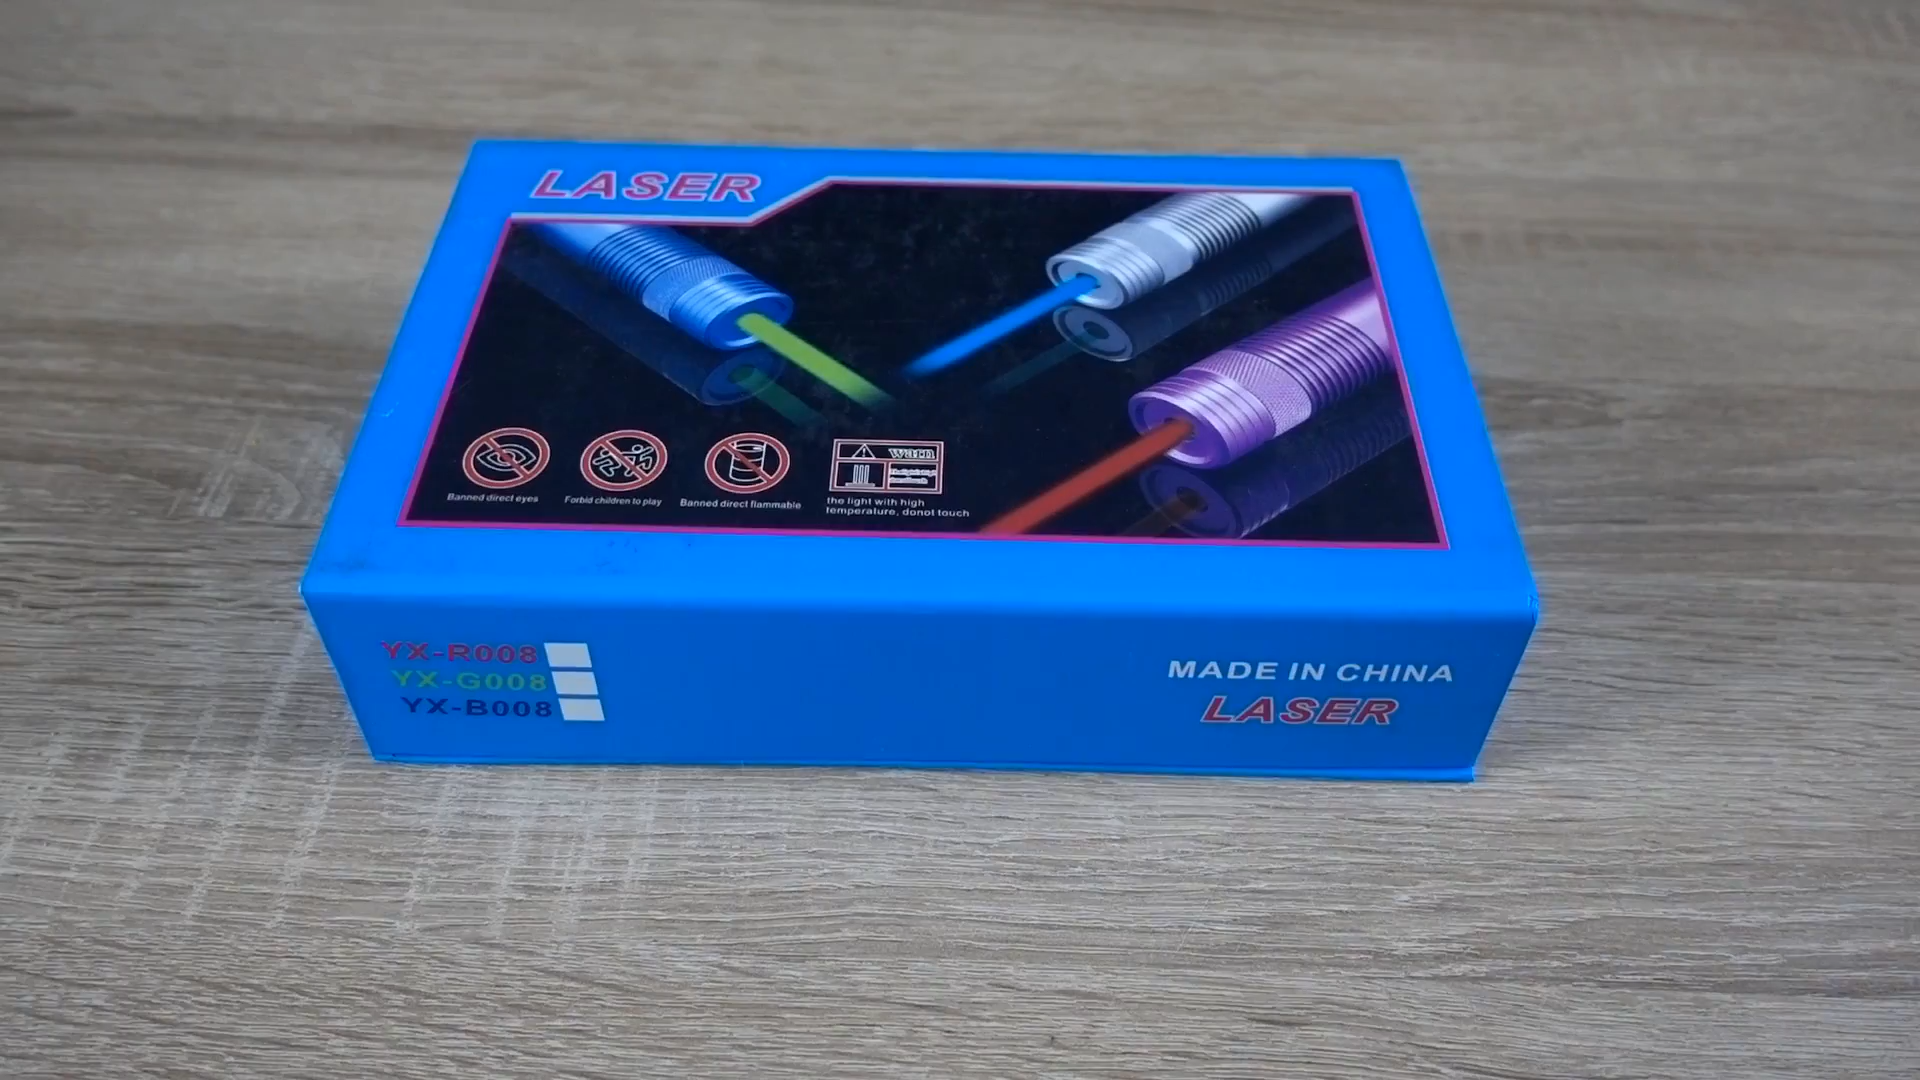 LASER
Banned direct eyes
Forbid children to play
Banned direct flammable
warn
the light with high
temperature, donot touch
YX-R008
YX-G008
YX-B008
MADE IN CHINA
LASER